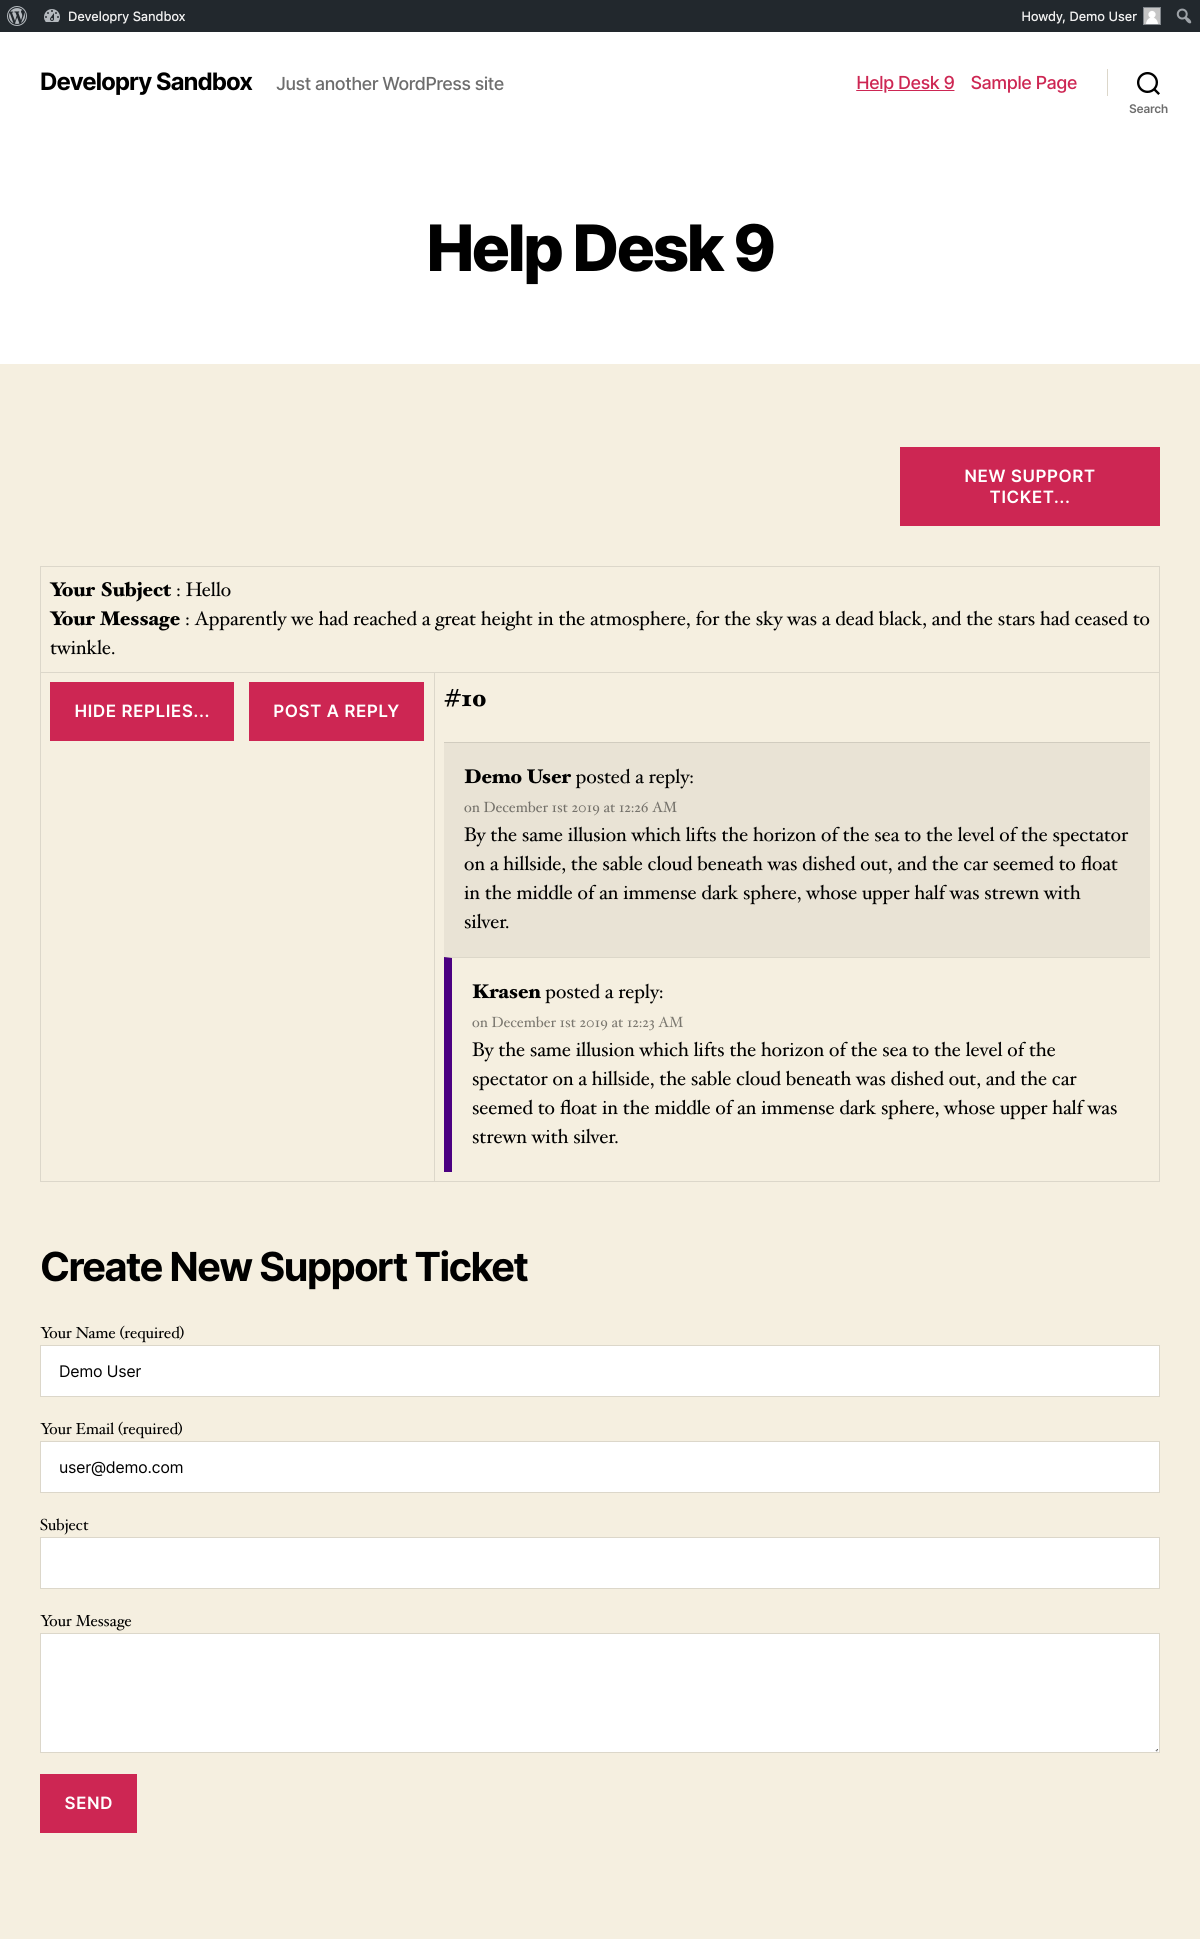 Developry Sandbox
Howdy, Demo User
Developry Sandbox
Just another WordPress site
Help Desk 9
Sample Page
Search
Help Desk 9
NEW SUPPORT
TICKET...
Your Subject : Hello
Your Message : Apparently we had reached a great height in the atmosphere, for the sky was a dead black, and the stars had ceased to
twinkle.
HIDE REPLIES...
POST A REPLY
#10
Demo User posted a reply:
on December 1st 2019 at 12:26 AM
By the same illusion which lifts the horizon of the sea to the level of the spectator
on a hillside, the sable cloud beneath was dished out, and the car seemed to float
in the middle of an immense dark sphere, whose upper half was strewn with
silver.
Krasen posted a reply:
on December 1st 2019 at 12:23 AM
By the same illusion which lifts the horizon of the sea to the level of the
spectator on a hillside, the sable cloud beneath was dished out, and the car
seemed to float in the middle of an immense dark sphere, whose upper half was
strewn with silver.
Create New Support Ticket
Your Name (required)
Demo User
Your Email (required)
user@demo.com
Subject
Your Message
SEND